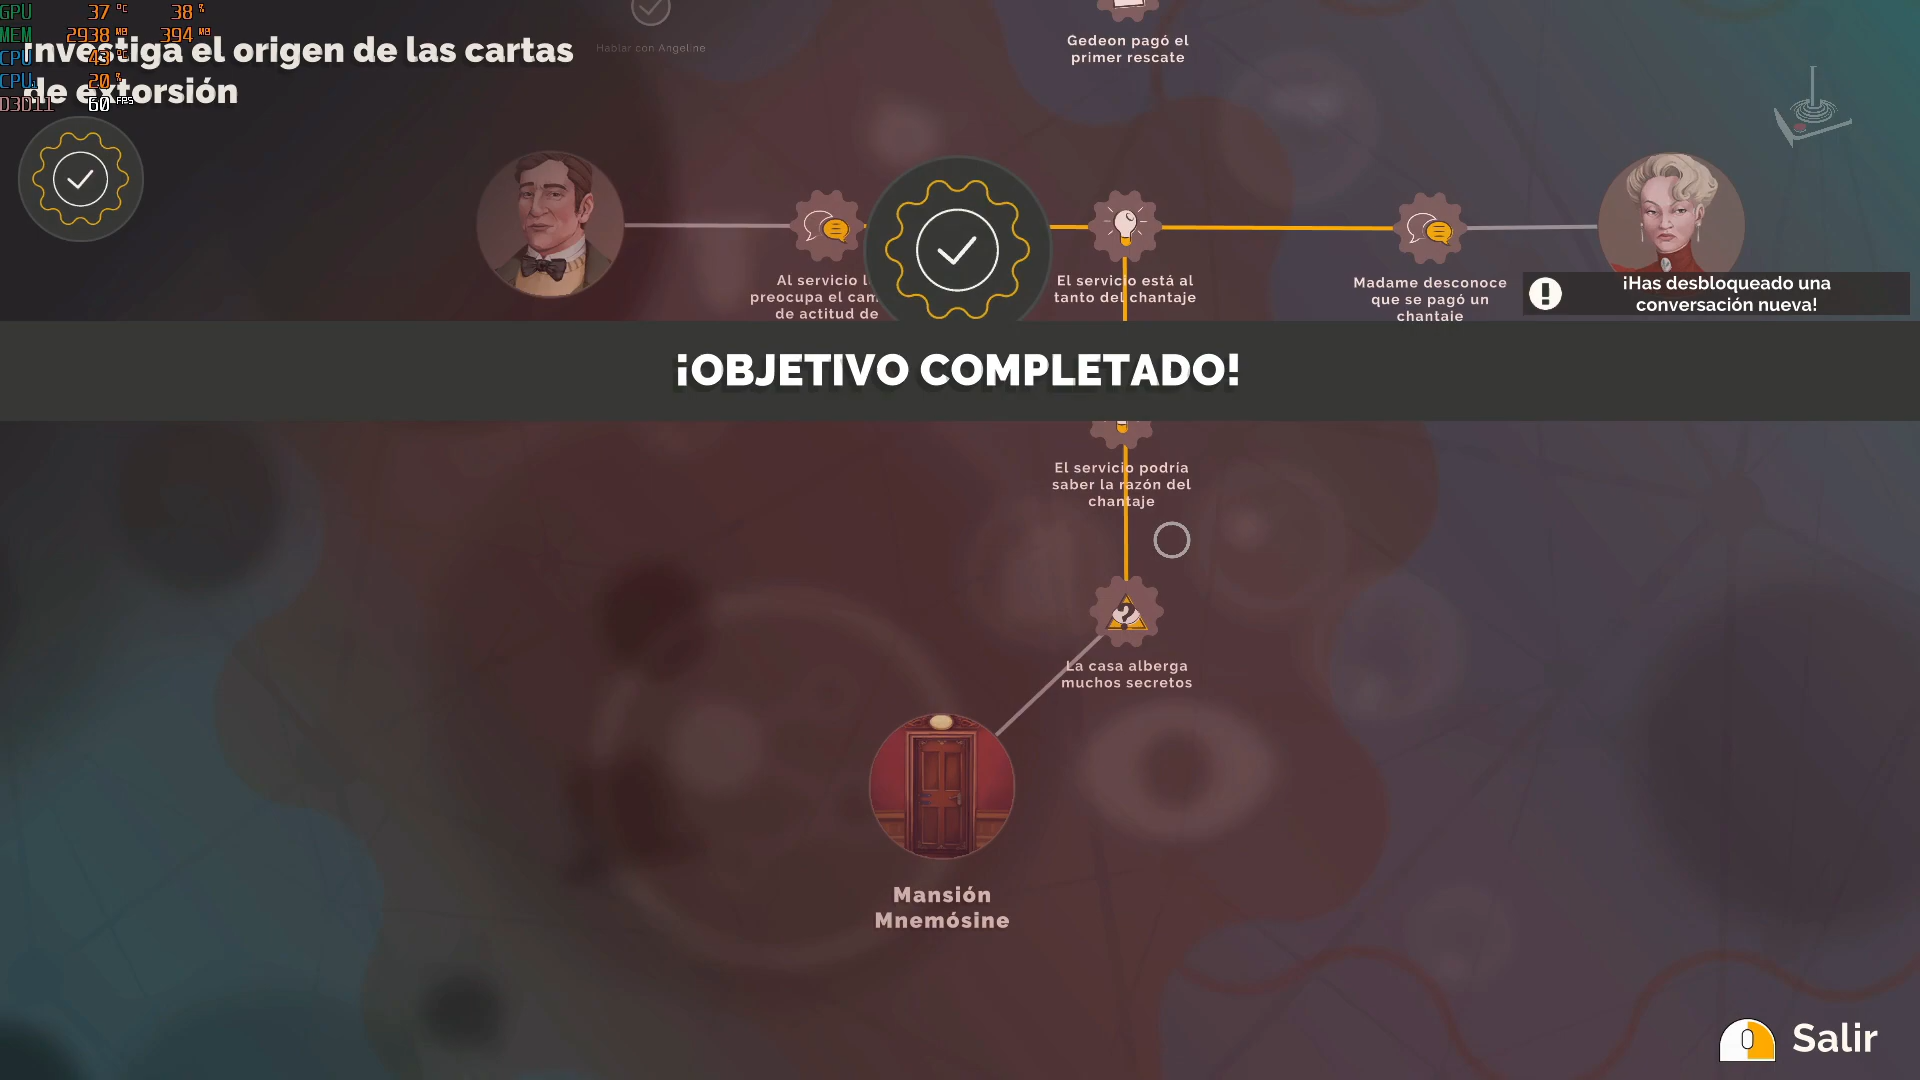 GPU 37 °C 38 %
MEM 2938 MB 394 MB
CPU 43 °C
CPU 20 %
D3D11 60 FPS
Investiga el origen de las cartas
de extorsión
Hablar con Angeline
Gedeon pagó el
primer rescate
Al servicio
preocupa el
de actitud de
El servicio está al
tanto del chantaje
Madame desconoce
que se pagó un
chantaje
¡Has desbloqueado una
conversación nueva!
¡OBJETIVO COMPLETADO!
El servicio podría
saber la razón del
chantaje
La casa alberga
muchos secretos
Mansión
Mnemósine
Salir